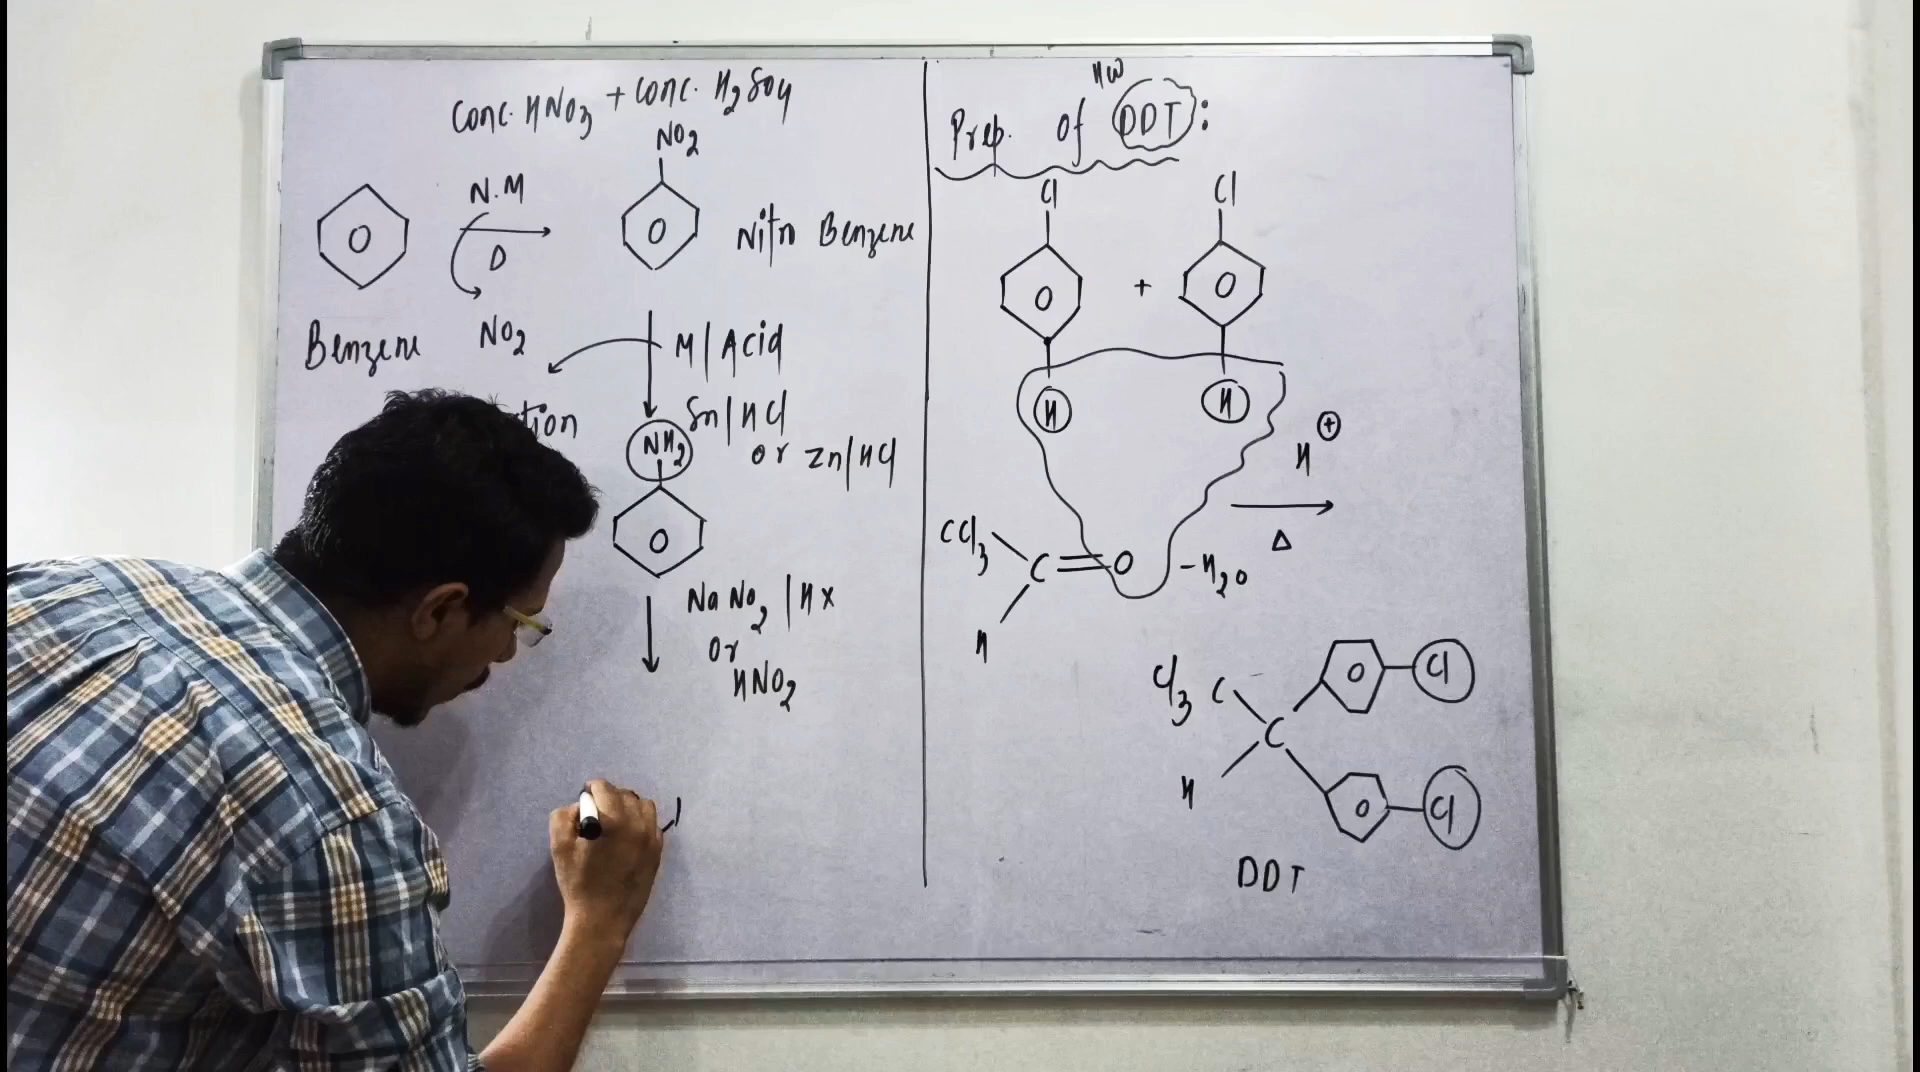 Conc. HNO3 + Conc. H2SO4
NO2
N.M
Δ
NO2
Benzene
Nitro Benzene
M/Acid
Sn/HCl
or Zn/HCl
NH2
NaNO2/HX
or
HNO2
HW
Prep. of DDT:
Cl Cl
+
H H
H⊕
Δ
CCl3
C=O
H
-H2O
Cl3C
C
H
Cl
Cl
DDT